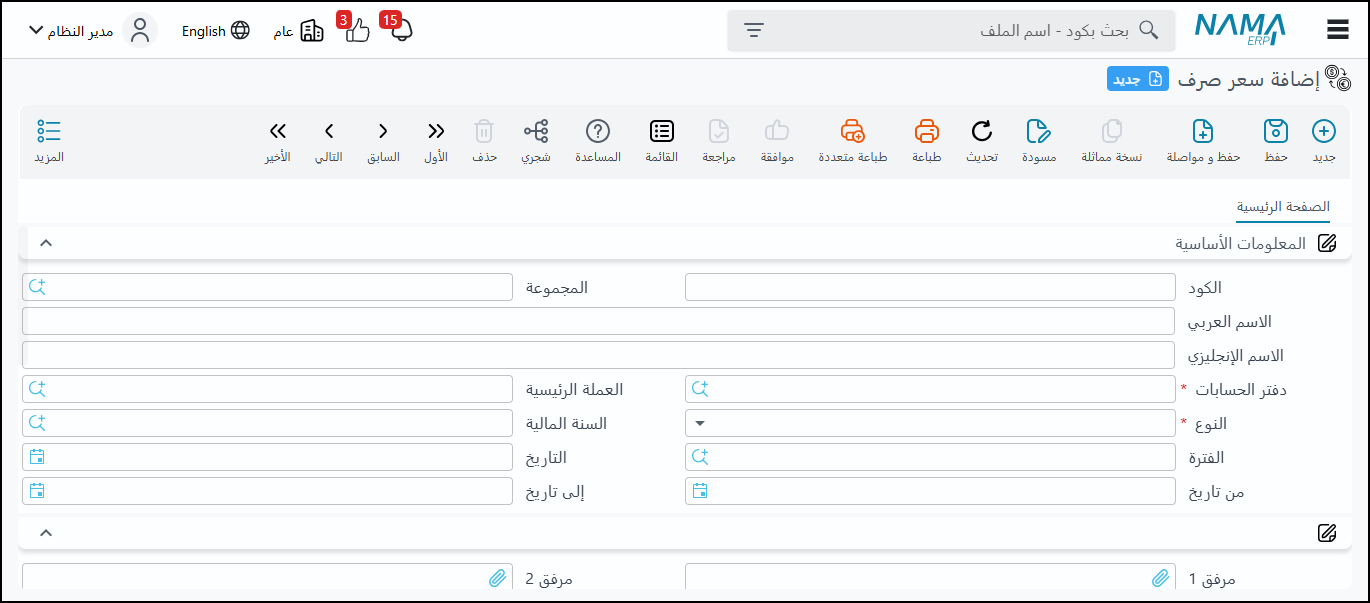 NAMA ERP
بحث بكود - اسم الملف
15
3
عام
English
مدير النظام
إضافة سعر صرف جديد
جديد حفظ حفظ و مواصلة نسخة مماثلة مسودة تحديث طباعة طباعة متعددة موافقة مراجعة القائمة المساعدة شجري حذف الأول السابق التالي الأخير المزيد
الصفحة الرئيسية
المعلومات الأساسية
الكود المجموعة
الاسم العربي
الاسم الإنجليزي
دفتر الحسابات * العملة الرئيسية
النوع * السنة المالية
الفترة التاريخ
من تاريخ إلى تاريخ
مرفق 1 مرفق 2